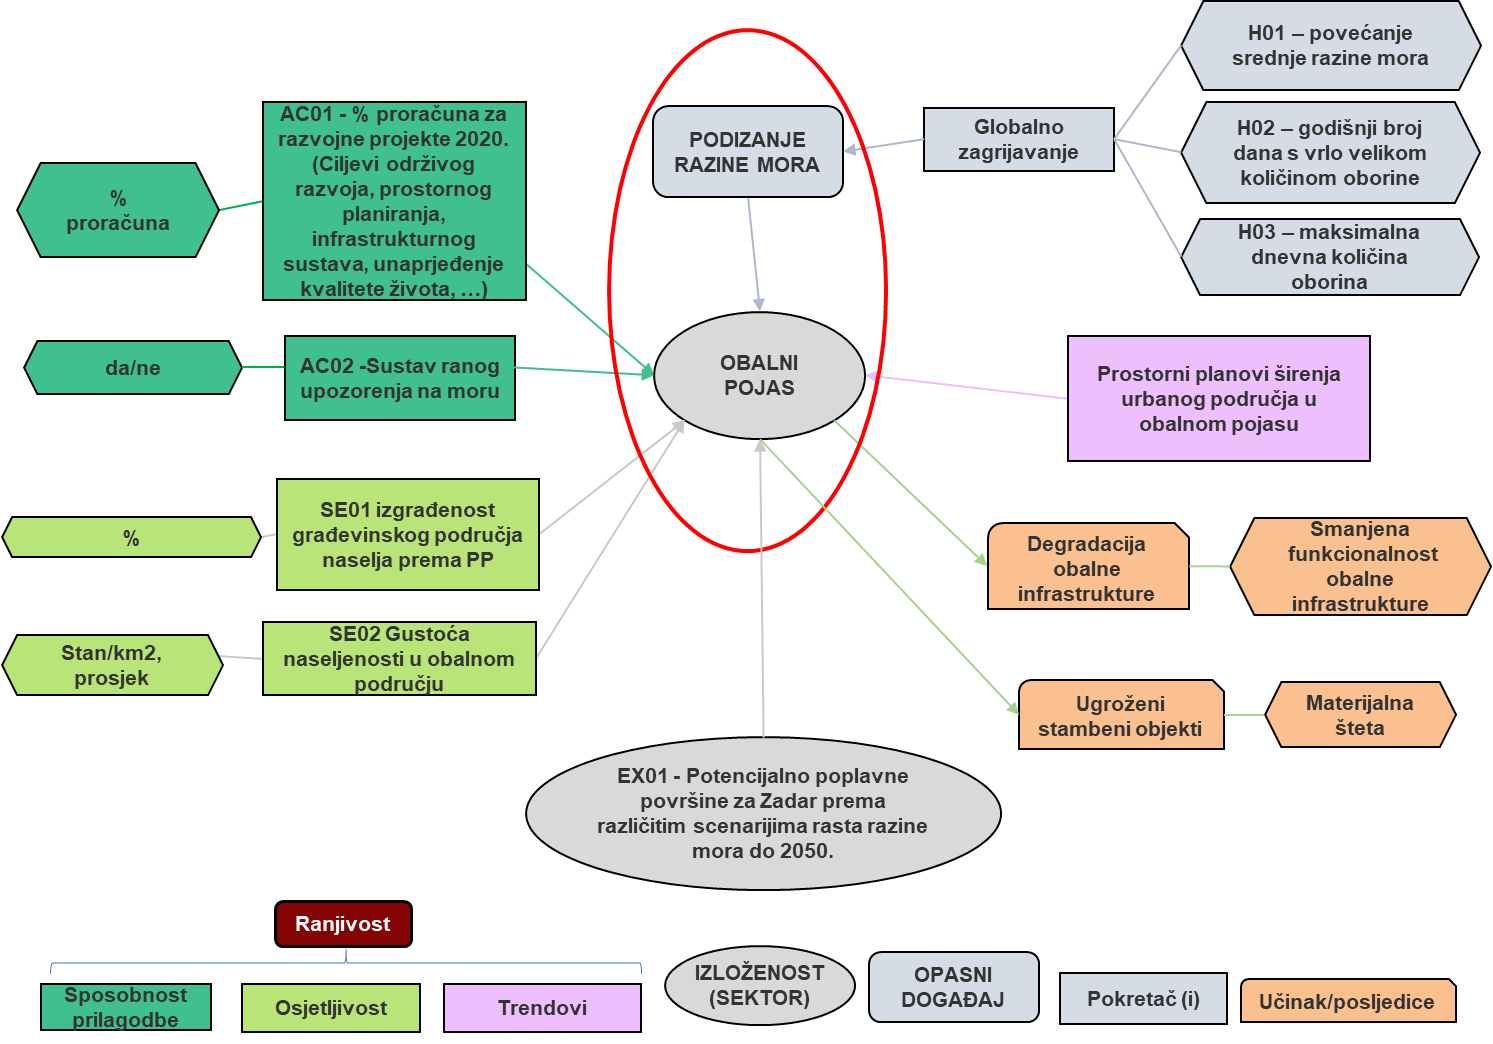 H01 – povećanje
srednje razine mora
H02 – godišnji broj
dana s vrlo velikom
količinom oborine
H03 – maksimalna
dnevna količina
oborina
Globalno
zagrijavanje
PODIZANJE
RAZINE MORA
AC01 - % proračuna za
razvojne projekte 2020.
(Ciljevi održivog
razvoja, prostornog
planiranja,
infrastrukturnog
sustava, unaprjeđenje
kvalitete života, …)
%
proračuna
da/ne
AC02 -Sustav ranog
upozorenja na moru
OBALNI
POJAS
Prostorni planovi širenja
urbanog područja u
obalnom pojasu
%
SE01 izgrađenost
građevinskog područja
naselja prema PP
Degradacija
obalne
infrastrukture
Smanjena
funkcionalnost
obalne
infrastrukture
Stan/km2,
prosjek
SE02 Gustoća
naseljenosti u obalnom
području
Ugroženi
stambeni objekti
Materijalna
šteta
EX01 - Potencijalno poplavne
površine za Zadar prema
različitim scenarijima rasta razine
mora do 2050.
Ranjivost
Sposobnost
prilagodbe
Osjetljivost
Trendovi
IZLOŽENOST
(SEKTOR)
OPASNI
DOGAĐAJ
Pokretač (i)
Učinak/posljedice